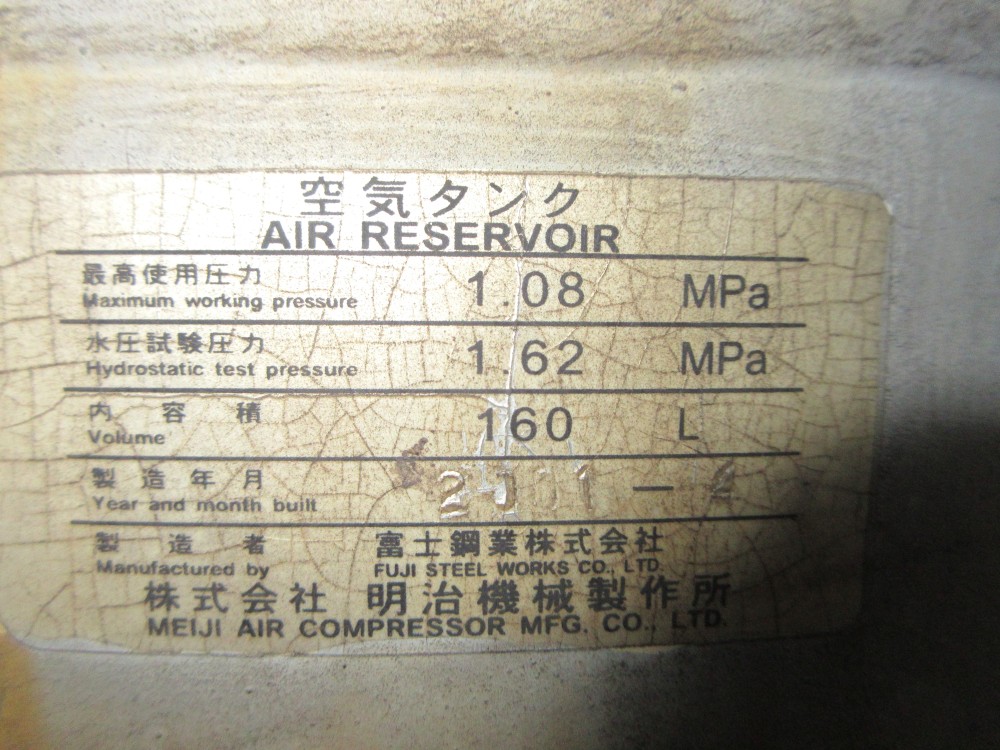 空気タンク
AIR RESERVOIR
最高使用圧力 1.08 MPa
Maximum working pressure
水圧試験圧力 1.62 MPa
Hydrostatic test pressure
内容積 160 L
Volume
製造年月 2001 —
Year and month built
製造者 富士鋼業株式会社
Manufactured by FUJI STEEL WORKS CO., LTD.
株式会社 明治機械製作所
MEIJI AIR COMPRESSOR MFG. CO., LTD.